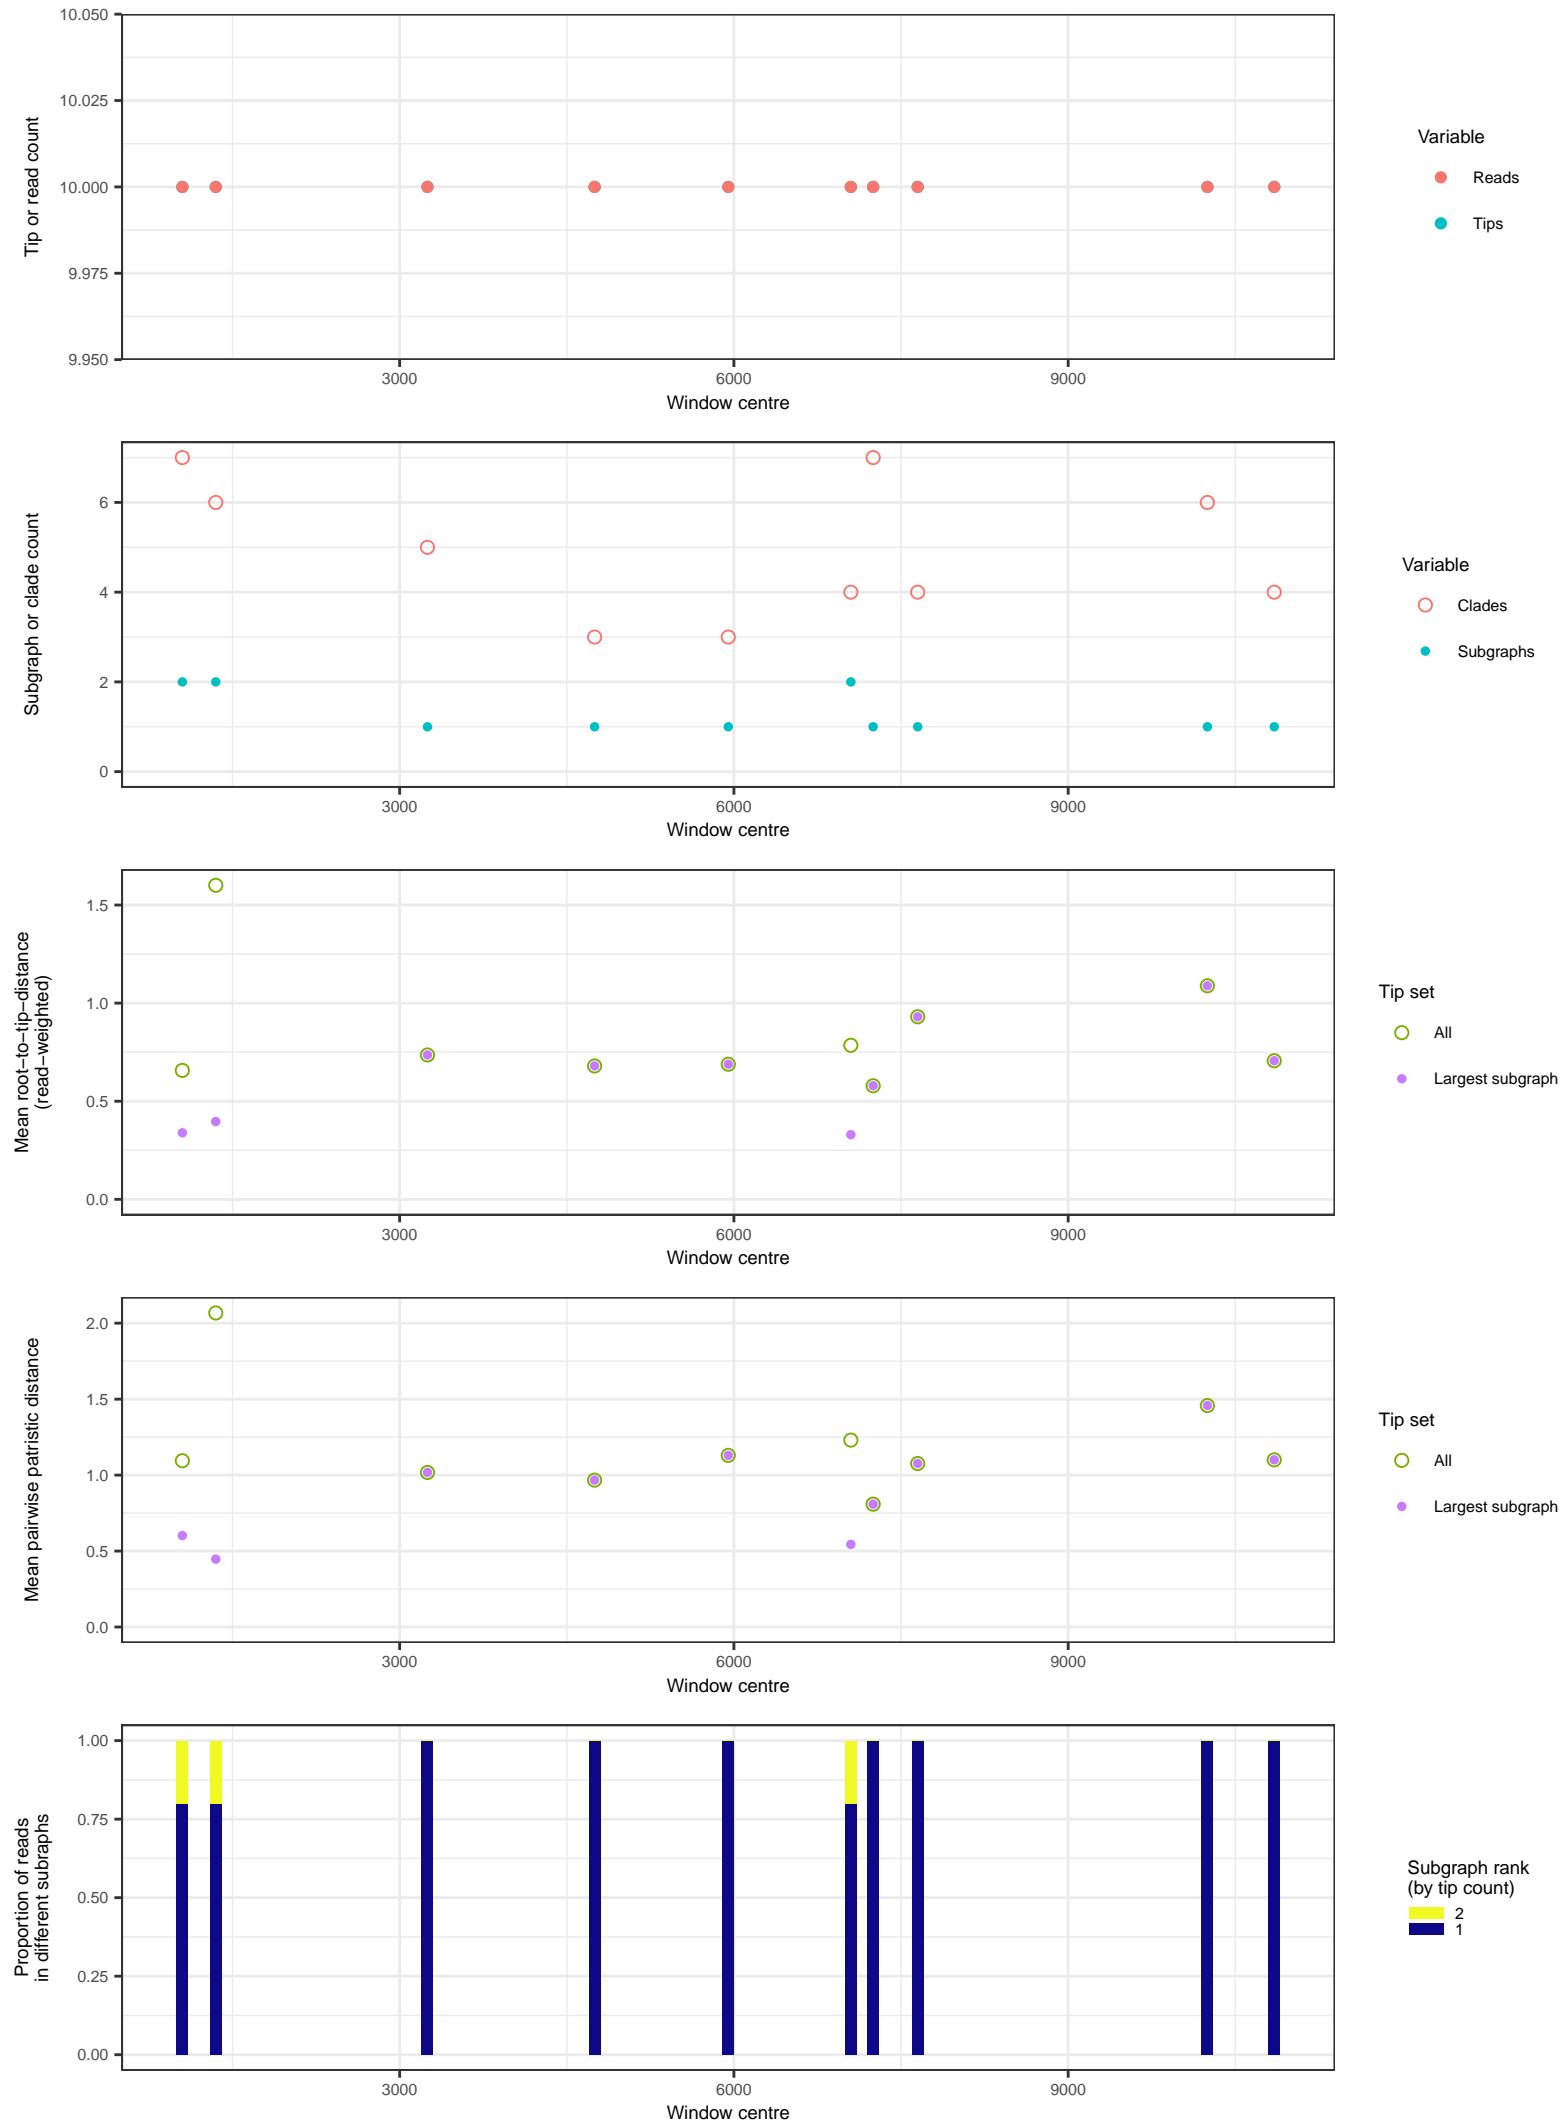 10.050
10.025
10.000
9.975
9.950
Tip or read count
3000
6000
9000
Window centre
Variable
Reads
Tips
6
4
2
0
Subgraph or clade count
3000
6000
9000
Window centre
Variable
Clades
Subgraphs
1.5
1.0
0.5
0.0
Mean root−to−tip−distance
(read−weighted)
3000
6000
9000
Window centre
Tip set
All
Largest subgraph
2.0
1.5
1.0
0.5
0.0
Mean pairwise patristic distance
3000
6000
9000
Window centre
Tip set
All
Largest subgraph
1.00
0.75
0.50
0.25
0.00
Proportion of reads
in different subraphs
3000
6000
9000
Window centre
Subgraph rank
(by tip count)
2
1